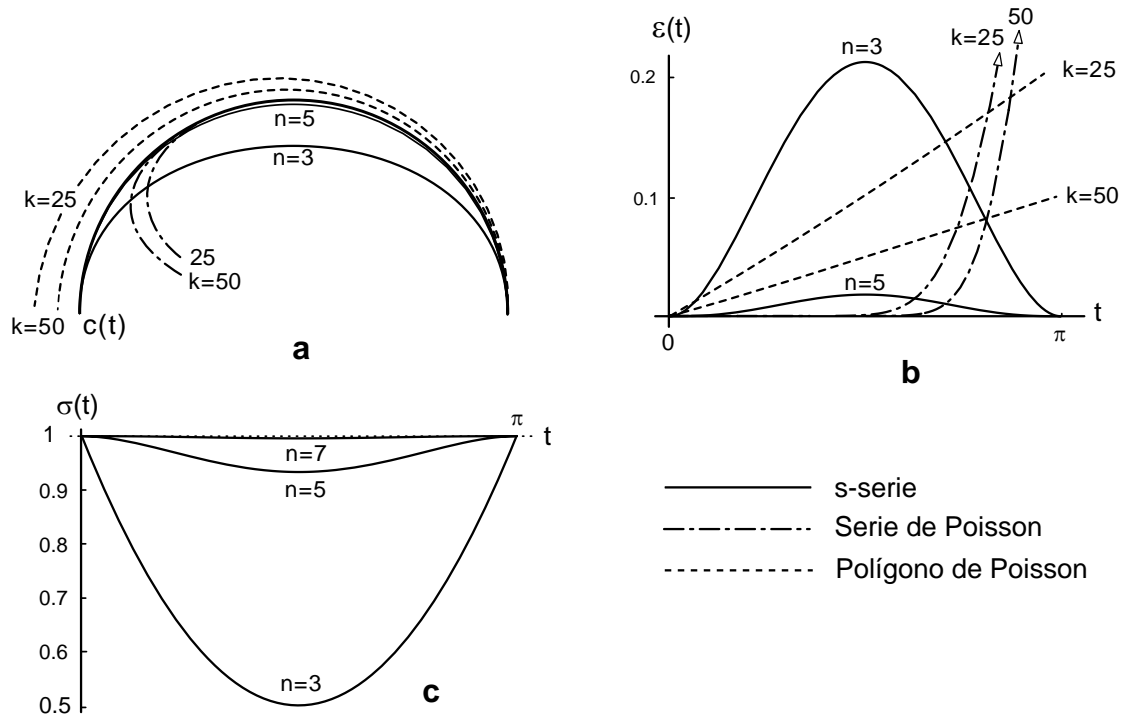 n=5
n=3
k=25
25
k=50
k=50
c(t)
a
ε(t)
50
k=25
n=3
0.2
k=25
0.1
k=50
n=5
t
0
π
b
σ(t)
π
1
t
n=7
0.9
n=5
0.8
0.7
0.6
n=3
0.5
c
s-serie
Serie de Poisson
Polígono de Poisson